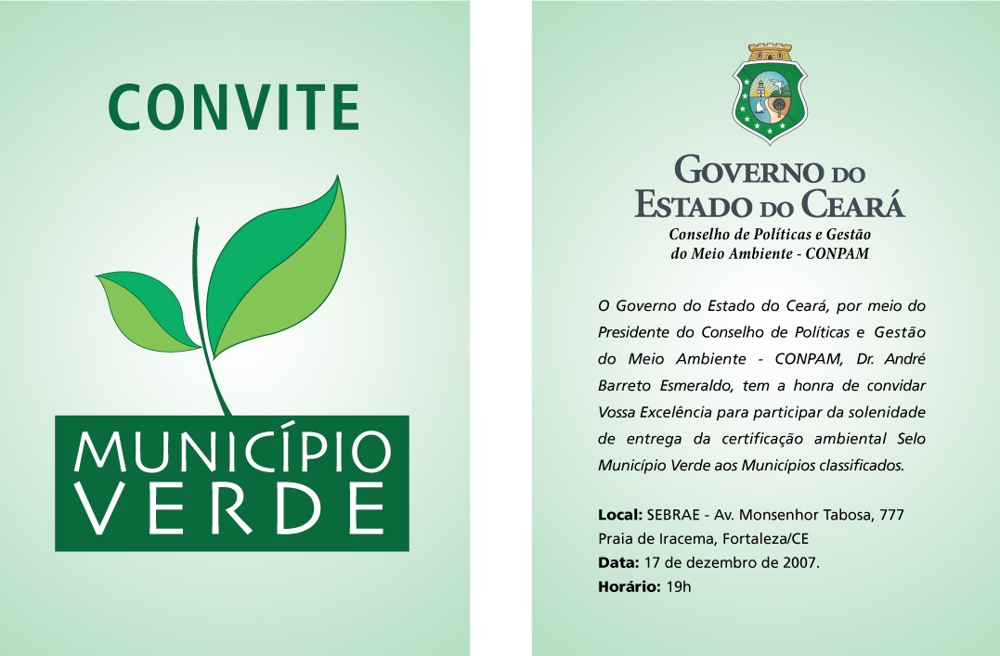 CONVITE
MUNICÍPIO
VERDE
GOVERNO DO
ESTADO DO CEARÁ
Conselho de Políticas e Gestão
do Meio Ambiente - CONPAM
O Governo do Estado do Ceará, por meio do
Presidente do Conselho de Políticas e Gestão
do Meio Ambiente - CONPAM, Dr. André
Barreto Esmeraldo, tem a honra de convidar
Vossa Excelência para participar da solenidade
de entrega da certificação ambiental Selo
Município Verde aos Municípios classificados.
Local: SEBRAE - Av. Monsenhor Tabosa, 777
Praia de Iracema, Fortaleza/CE
Data: 17 de dezembro de 2007.
Horário: 19h